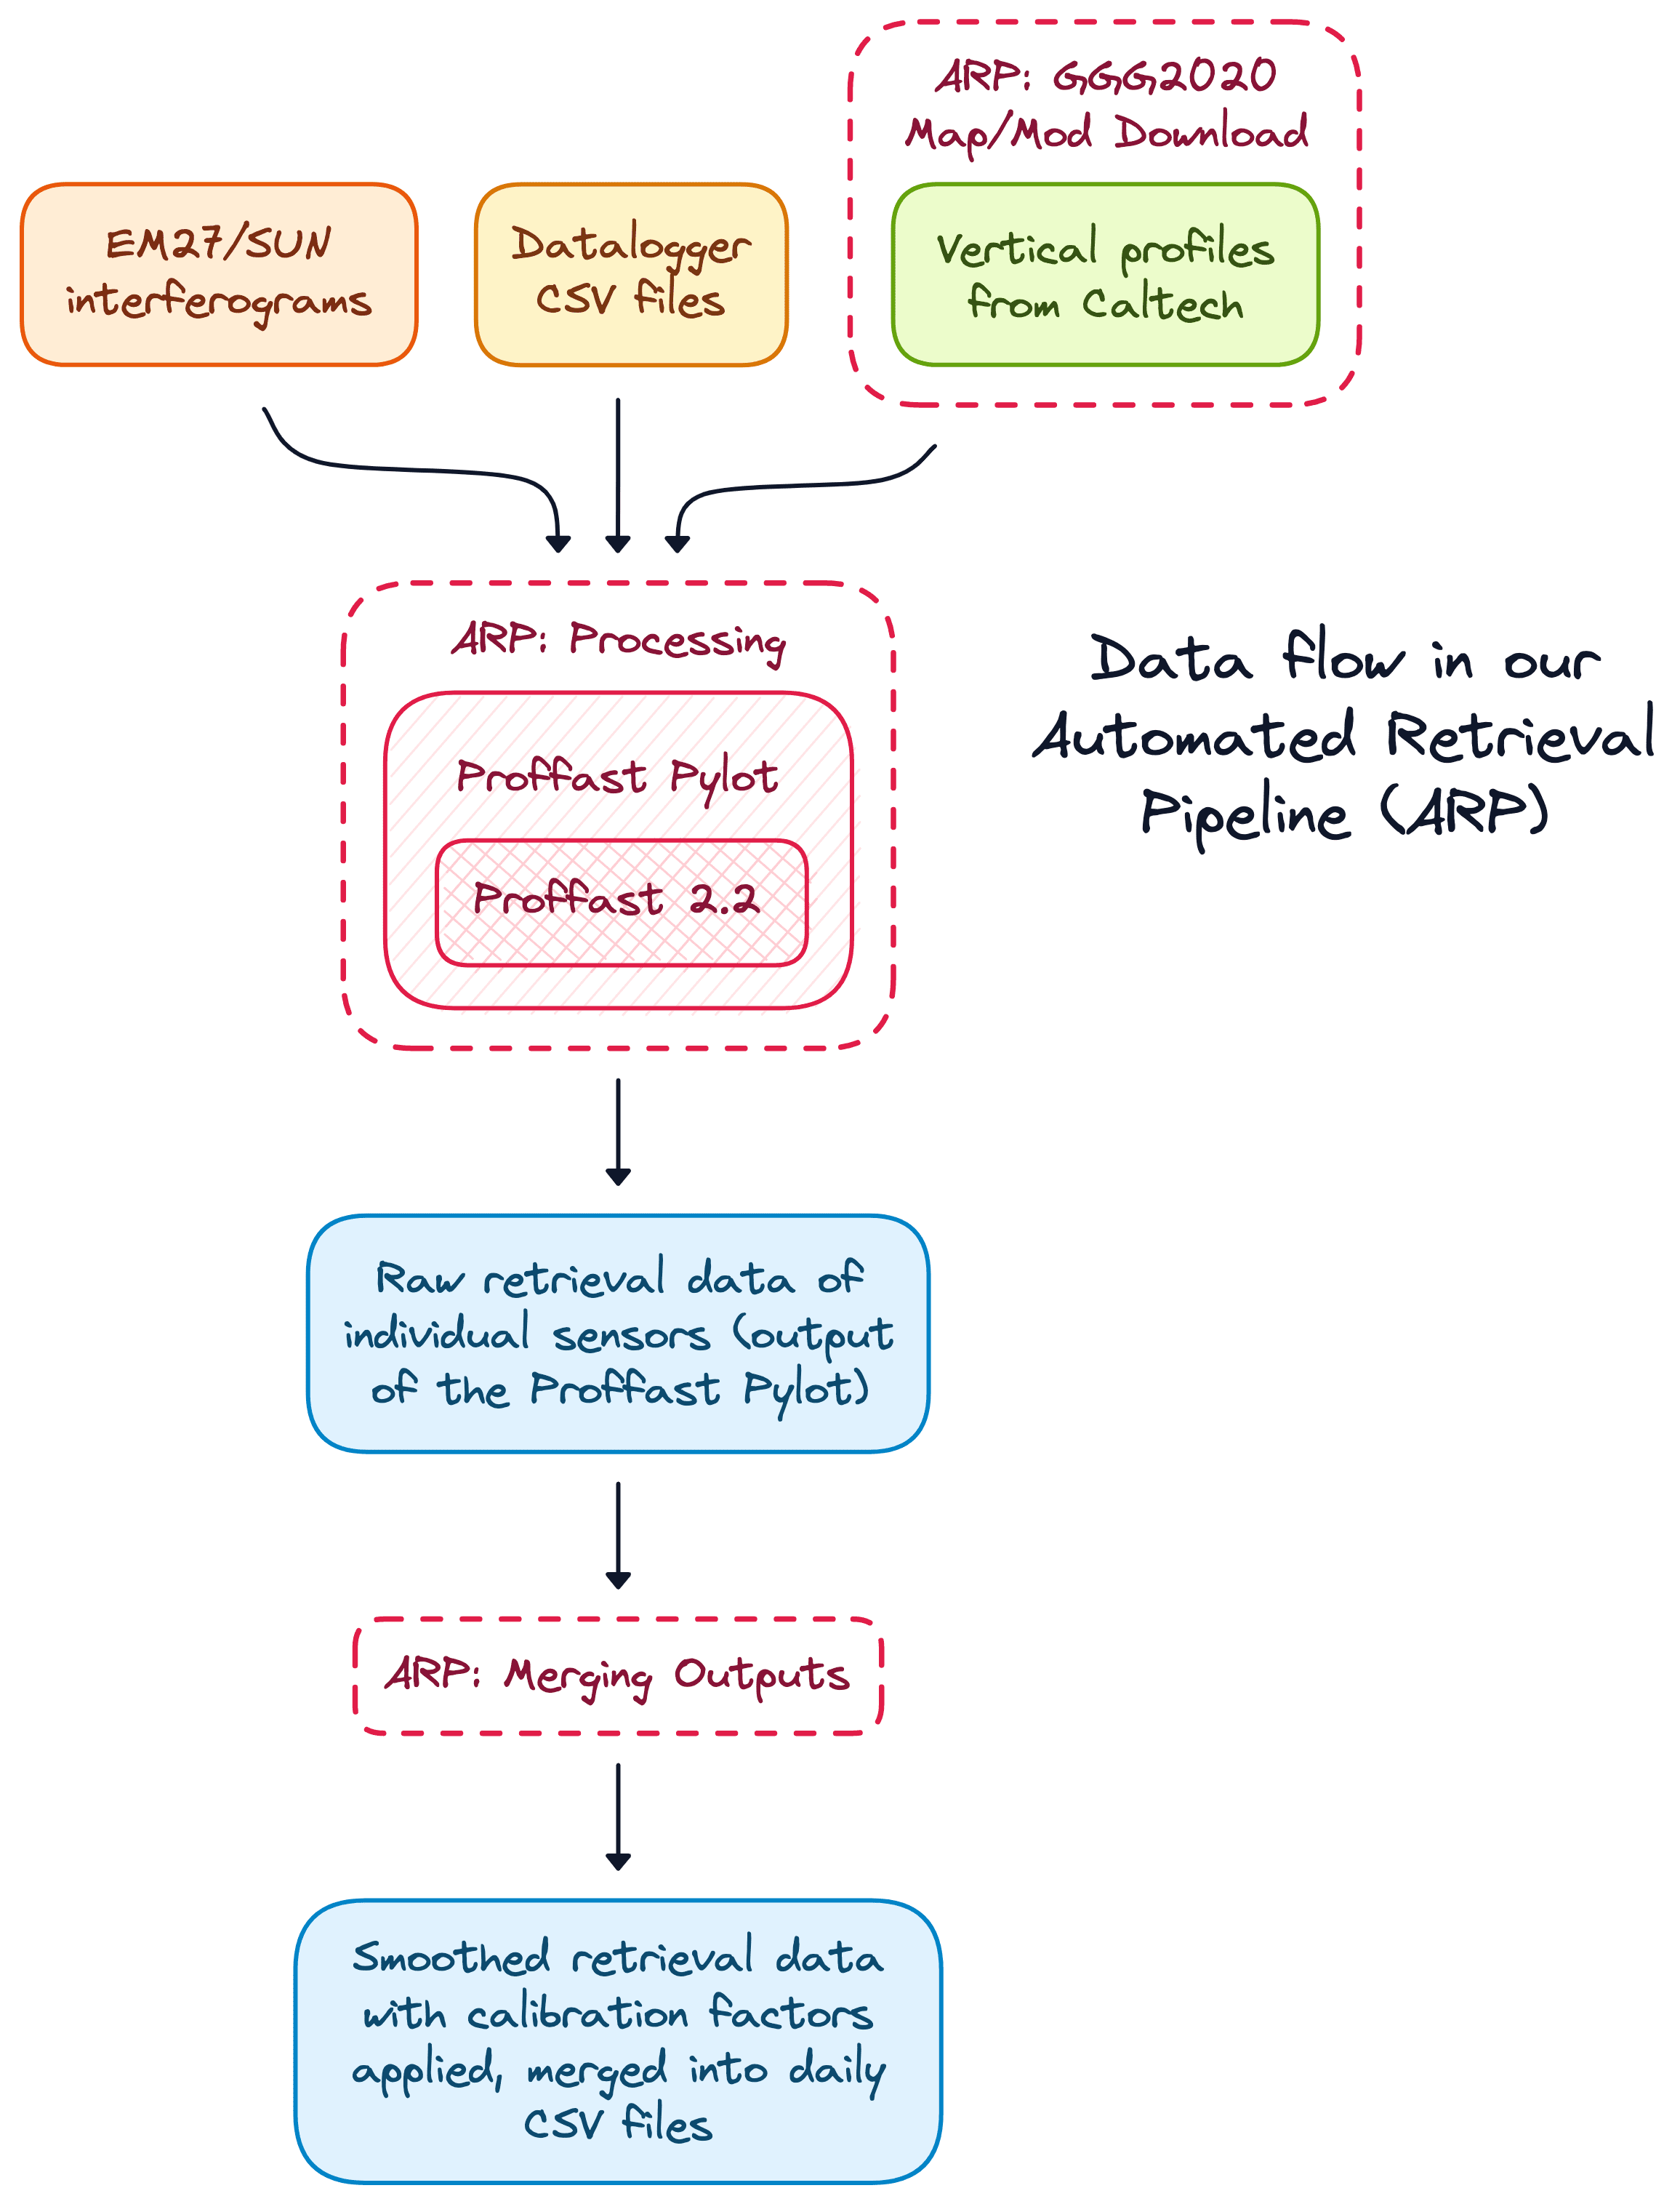 ARP: GGG2020
Map/Mod Download
EM27/SUN
interferograms
Datalogger
CSV files
Vertical profiles
from Caltech
ARP: Processing
Proffast Pylot
Proffast 2.2
Data flow in our
Automated Retrieval
Pipeline (ARP)
Raw retrieval data of
individual sensors (output
of the Proffast Pylot)
ARP: Merging Outputs
Smoothed retrieval data
with calibration factors
applied, merged into daily
CSV files